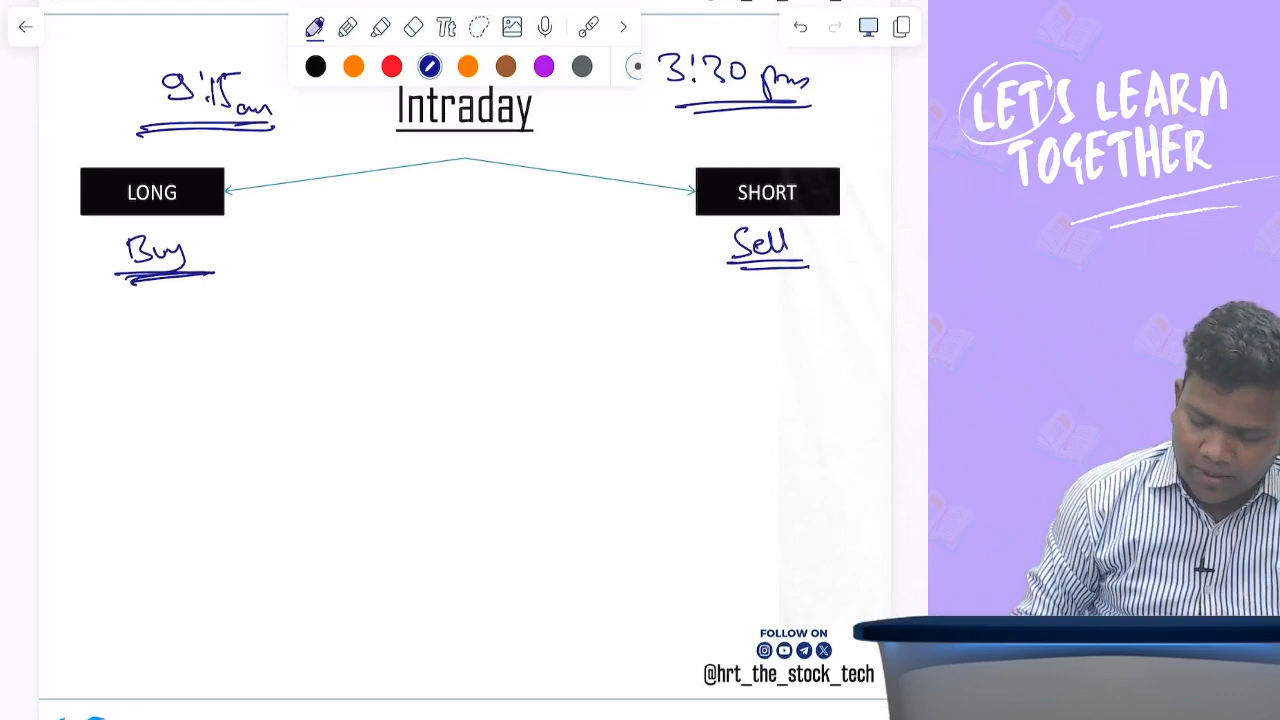 9:15 am
3:30 pm
Intraday
LONG
SHORT
Buy
Sell
LET'S LEARN
TOGETHER
FOLLOW ON
@hrt_the_stock_tech